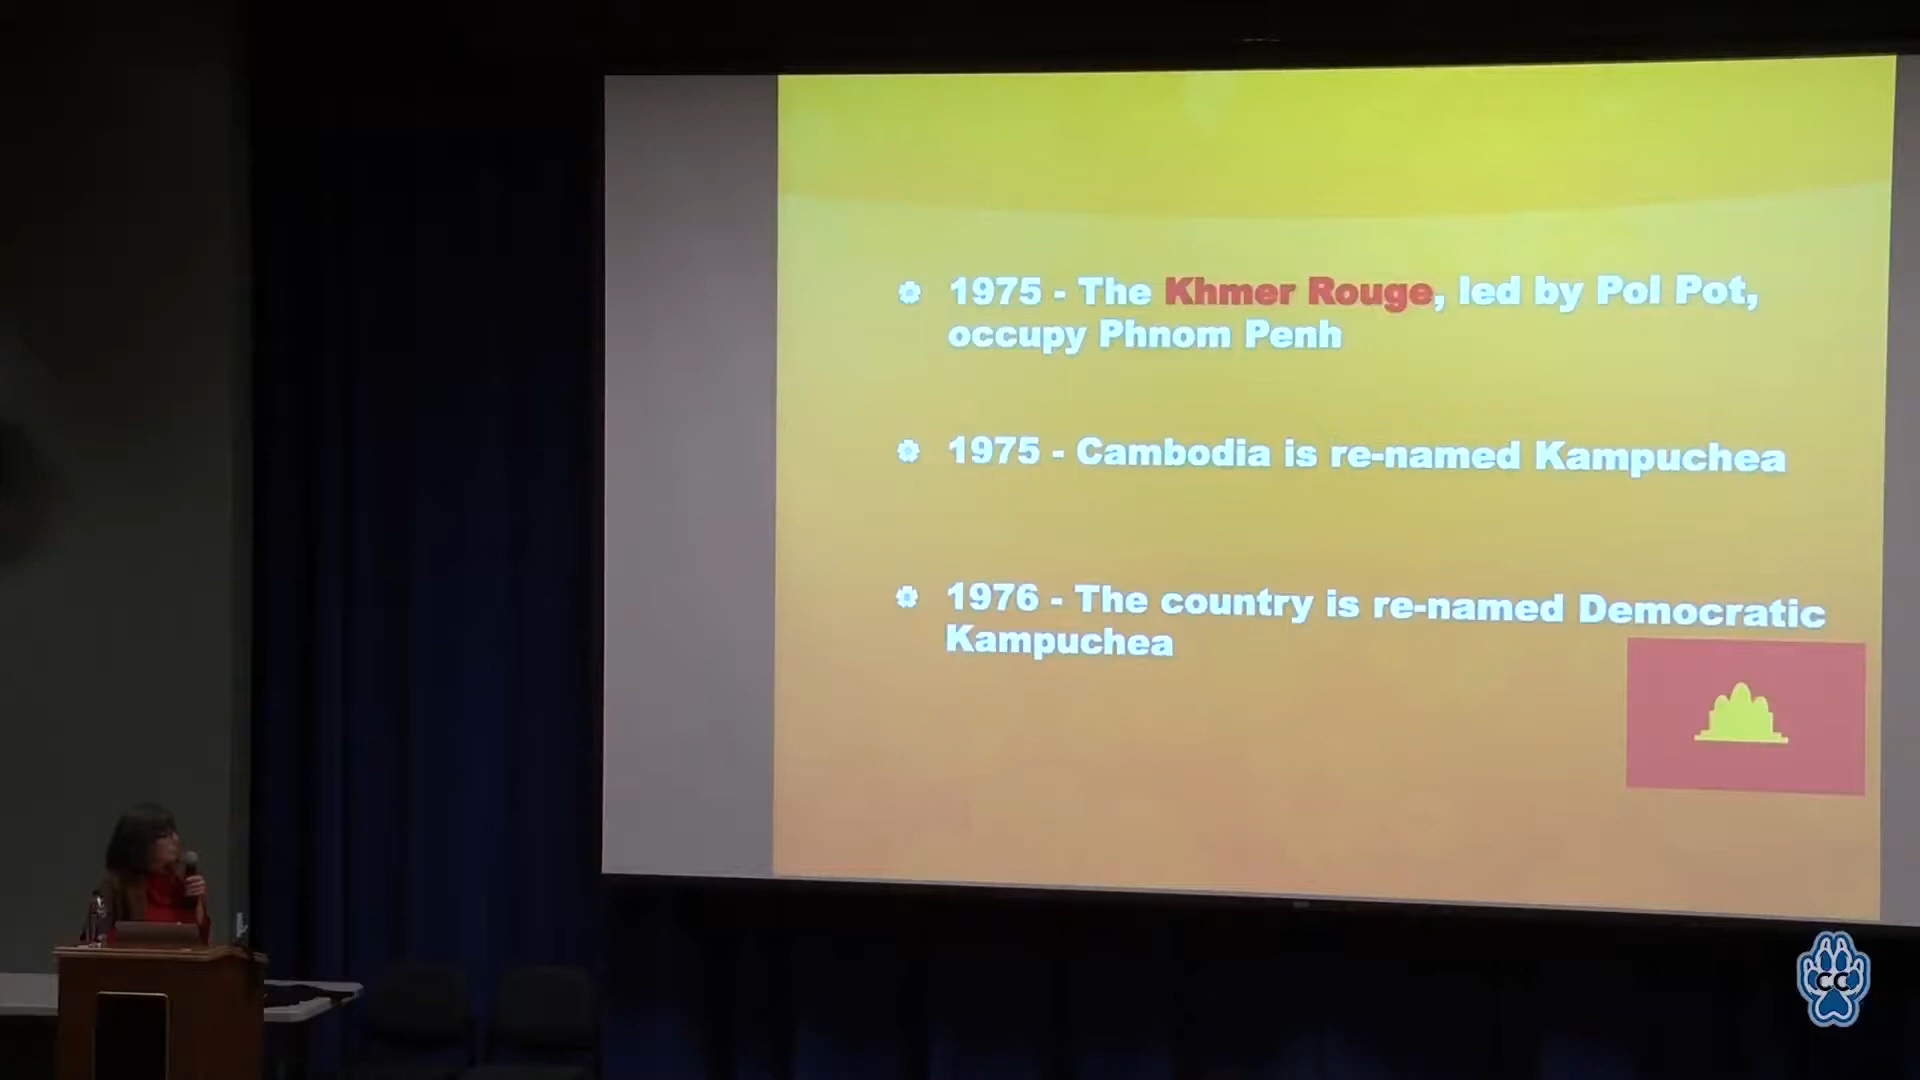 1975 - The Khmer Rouge, led by Pol Pot,
occupy Phnom Penh
1975 - Cambodia is re-named Kampuchea
1976 - The country is re-named Democratic
Kampuchea
CC